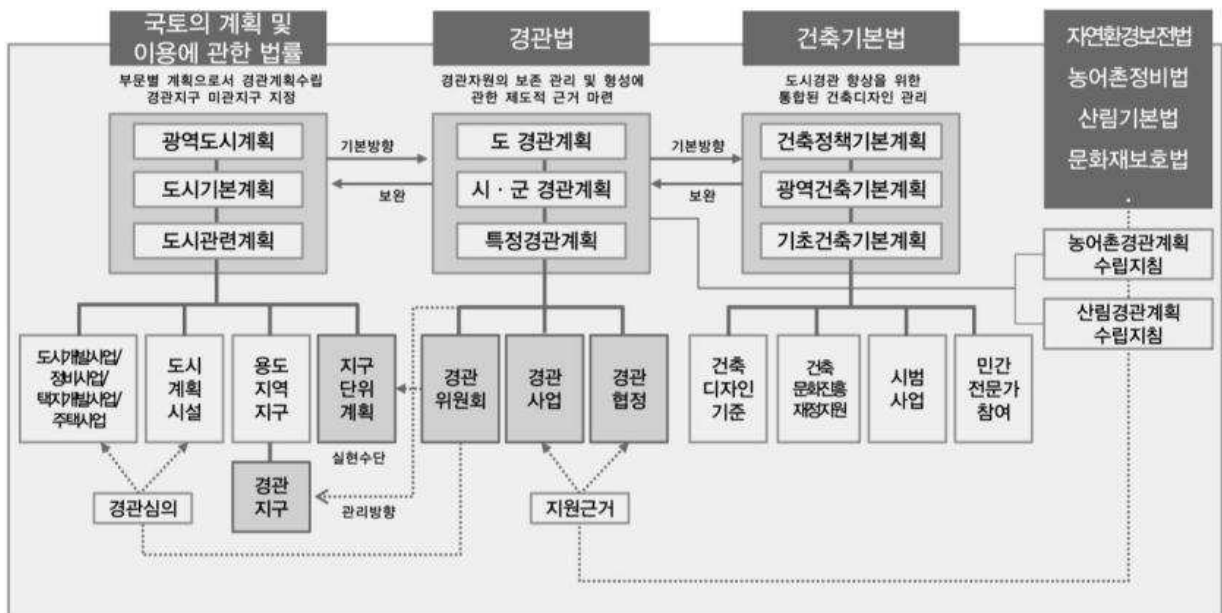 국토의 계획 및
이용에 관한 법률
부문별 계획으로서 경관계획수립
경관지구 미관지구 지정
광역도시계획
도시기본계획
도시관련계획
기본방향
보완
경관법
경관자원의 보존 관리 및 형성에
관한 제도적 근거 마련
도 경관계획
시 · 군 경관계획
특정경관계획
기본방향
보완
건축기본법
도시경관 향상을 위한
통합된 건축디자인 관리
건축정책기본계획
광역건축기본계획
기초건축기본계획
자연환경보전법
농어촌정비법
산림기본법
문화재보호법
.
농어촌경관계획
수립지침
산림경관계획
수립지침
도시개발사업/
정비사업/
택지개발사업/
주택사업
도시
계획
시설
용도
지역
지구
지구
단위
계획
경관
위원회
경관
사업
경관
협정
건축
디자인
기준
건축
문화진흥
재정지원
시범
사업
민간
전문가
참여
실현수단
경관심의
경관
지구
관리방향
지원근거